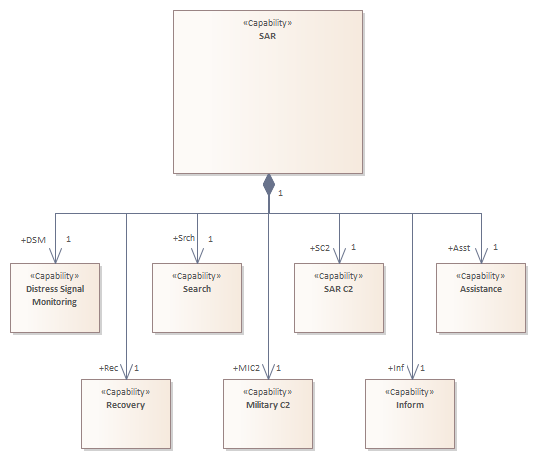 «Capability»
SAR
1
+DSM 1
+Srch 1
+SC2 1
+Asst 1
«Capability»
Distress Signal
Monitoring
«Capability»
Search
«Capability»
SAR C2
«Capability»
Assistance
+Rec 1
+MIC2 1
+Inf 1
«Capability»
Recovery
«Capability»
Military C2
«Capability»
Inform